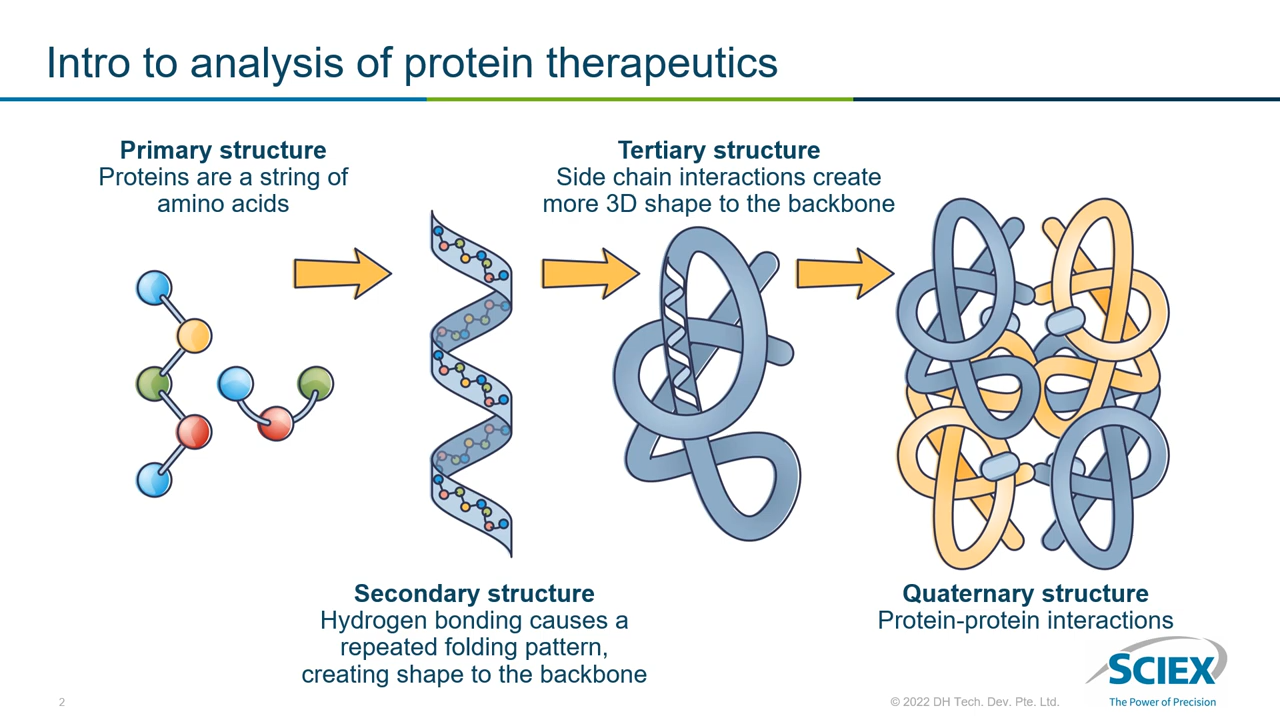 Intro to analysis of protein therapeutics
Primary structure
Proteins are a string of
amino acids
Tertiary structure
Side chain interactions create
more 3D shape to the backbone
Secondary structure
Hydrogen bonding causes a
repeated folding pattern,
creating shape to the backbone
Quaternary structure
Protein-protein interactions
2
© 2022 DH Tech. Dev. Pte. Ltd.
SCIEX
The Power of Precision